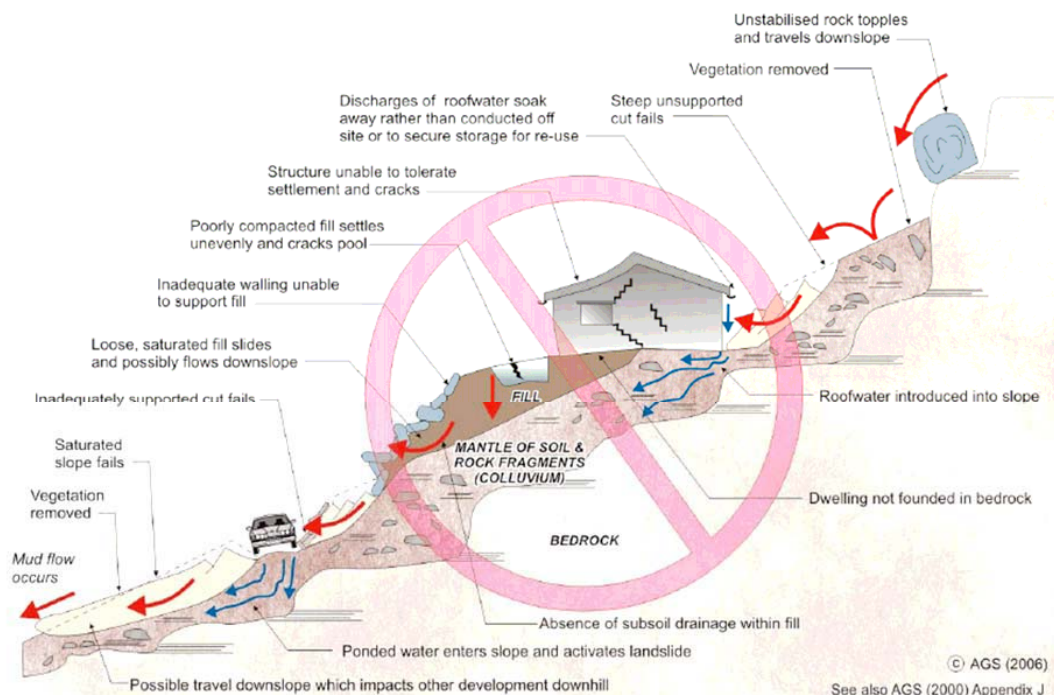 Unstabilised rock topples
and travels downslope
Vegetation removed
Steep unsupported
cut fails
Discharges of roofwater soak
away rather than conducted off
site or to secure storage for re-use
Structure unable to tolerate
settlement and cracks
Poorly compacted fill settles
unevenly and cracks pool
Inadequate walling unable
to support fill
Loose, saturated fill slides
and possibly flows downslope
Inadequately supported cut fails
Saturated
slope fails
Vegetation
removed
Mud flow
occurs
FILL
MANTLE OF SOIL &
ROCK FRAGMENTS
(COLLUVIUM)
BEDROCK
Roofwater introduced into slope
Dwelling not founded in bedrock
Absence of subsoil drainage within fill
Ponded water enters slope and activates landslide
Possible travel downslope which impacts other development downhill
© AGS (2006)
See also AGS (2000) Appendix J